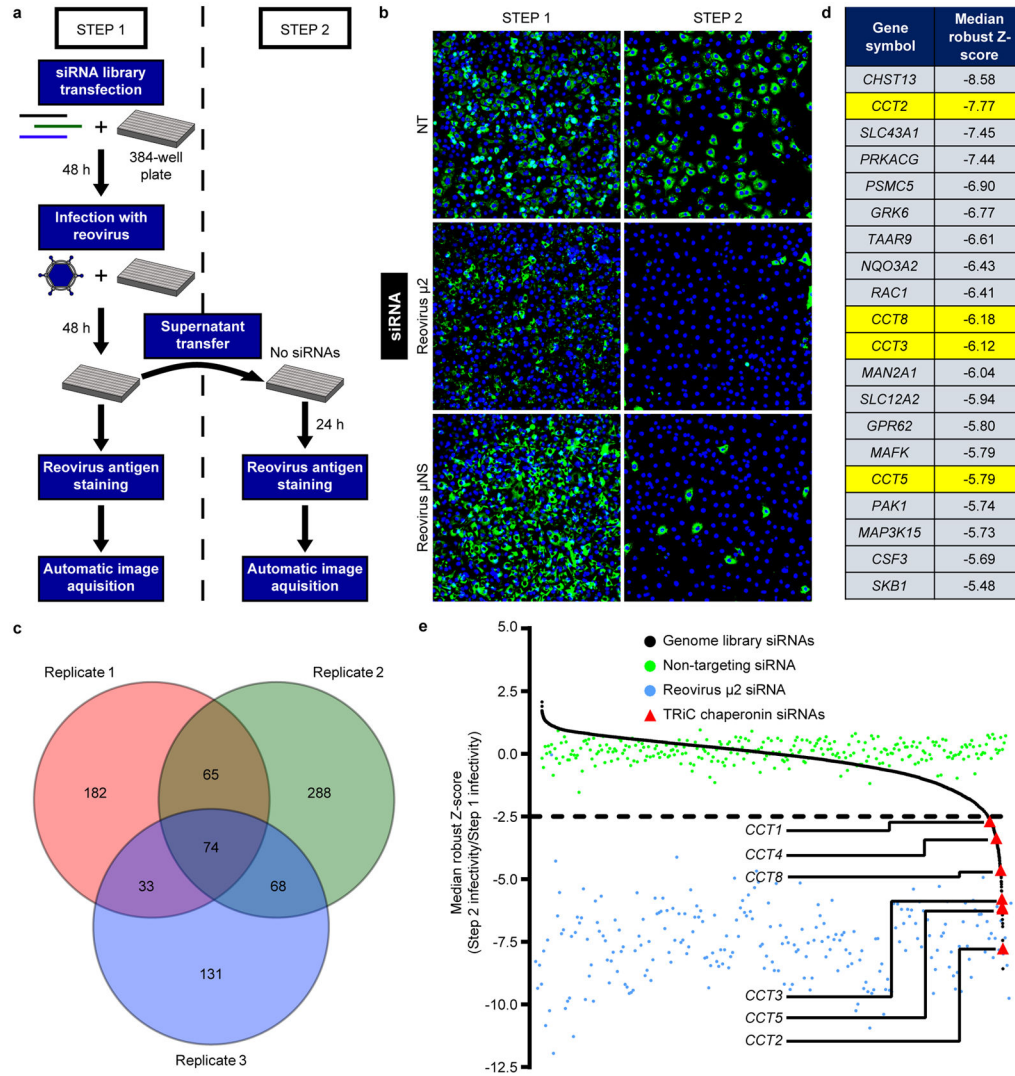 a
STEP 1
STEP 2
siRNA library
transfection
+
384-well
plate
48 h
Infection with
reovirus
+
48 h
Supernatant
transfer
No siRNAs
24 h
Reovirus antigen
staining
Reovirus antigen
staining
Automatic image
aquisition
Automatic image
aquisition
b
STEP 1
STEP 2
siRNA
NT
Reovirus µ2
Reovirus µNS
c
Replicate 1
Replicate 2
182
65
288
74
33
68
131
Replicate 3
d
Gene symbol Median robust Z-score
CHST13 -8.58
CCT2 -7.77
SLC43A1 -7.45
PRKACG -7.44
PSMC5 -6.90
GRK6 -6.77
TAAR9 -6.61
NQO3A2 -6.43
RAC1 -6.41
CCT8 -6.18
CCT3 -6.12
MAN2A1 -6.04
SLC12A2 -5.94
GPR62 -5.80
MAFK -5.79
CCT5 -5.79
PAK1 -5.74
MAP3K15 -5.73
CSF3 -5.69
SKB1 -5.48
e
Median robust Z-score
(Step 2 infectivity/Step 1 infectivity)
5.0
2.5
0.0
-2.5
-5.0
-7.5
-10.0
-12.5
Genome library siRNAs
Non-targeting siRNA
Reovirus µ2 siRNA
TRiC chaperonin siRNAs
CCT1
CCT4
CCT8
CCT3
CCT5
CCT2